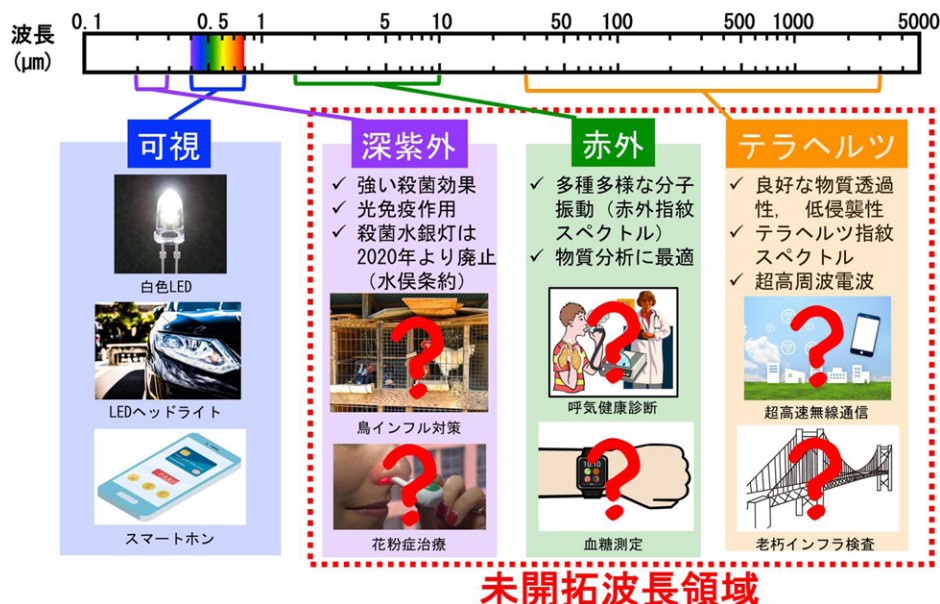 波長
(μm)
0.1 0.5 1 5 10 50 100 500 1000 5000
可視
白色LED
LEDヘッドライト
スマートホン
深紫外
✓ 強い殺菌効果
✓ 光免疫作用
✓ 殺菌水銀灯は
2020年より廃止
(水俣条約)
?
鳥インフル対策
?
花粉症治療
赤外
✓ 多種多様な分子
振動(赤外指紋
スペクトル)
✓ 物質分析に最適
?
呼気健康診断
10:10
?
血糖測定
テラヘルツ
✓ 良好な物質透過
性, 低侵襲性
✓ テラヘルツ指紋
スペクトル
✓ 超高周波電波
?
超高速無線通信
?
老朽インフラ検査
未開拓波長領域